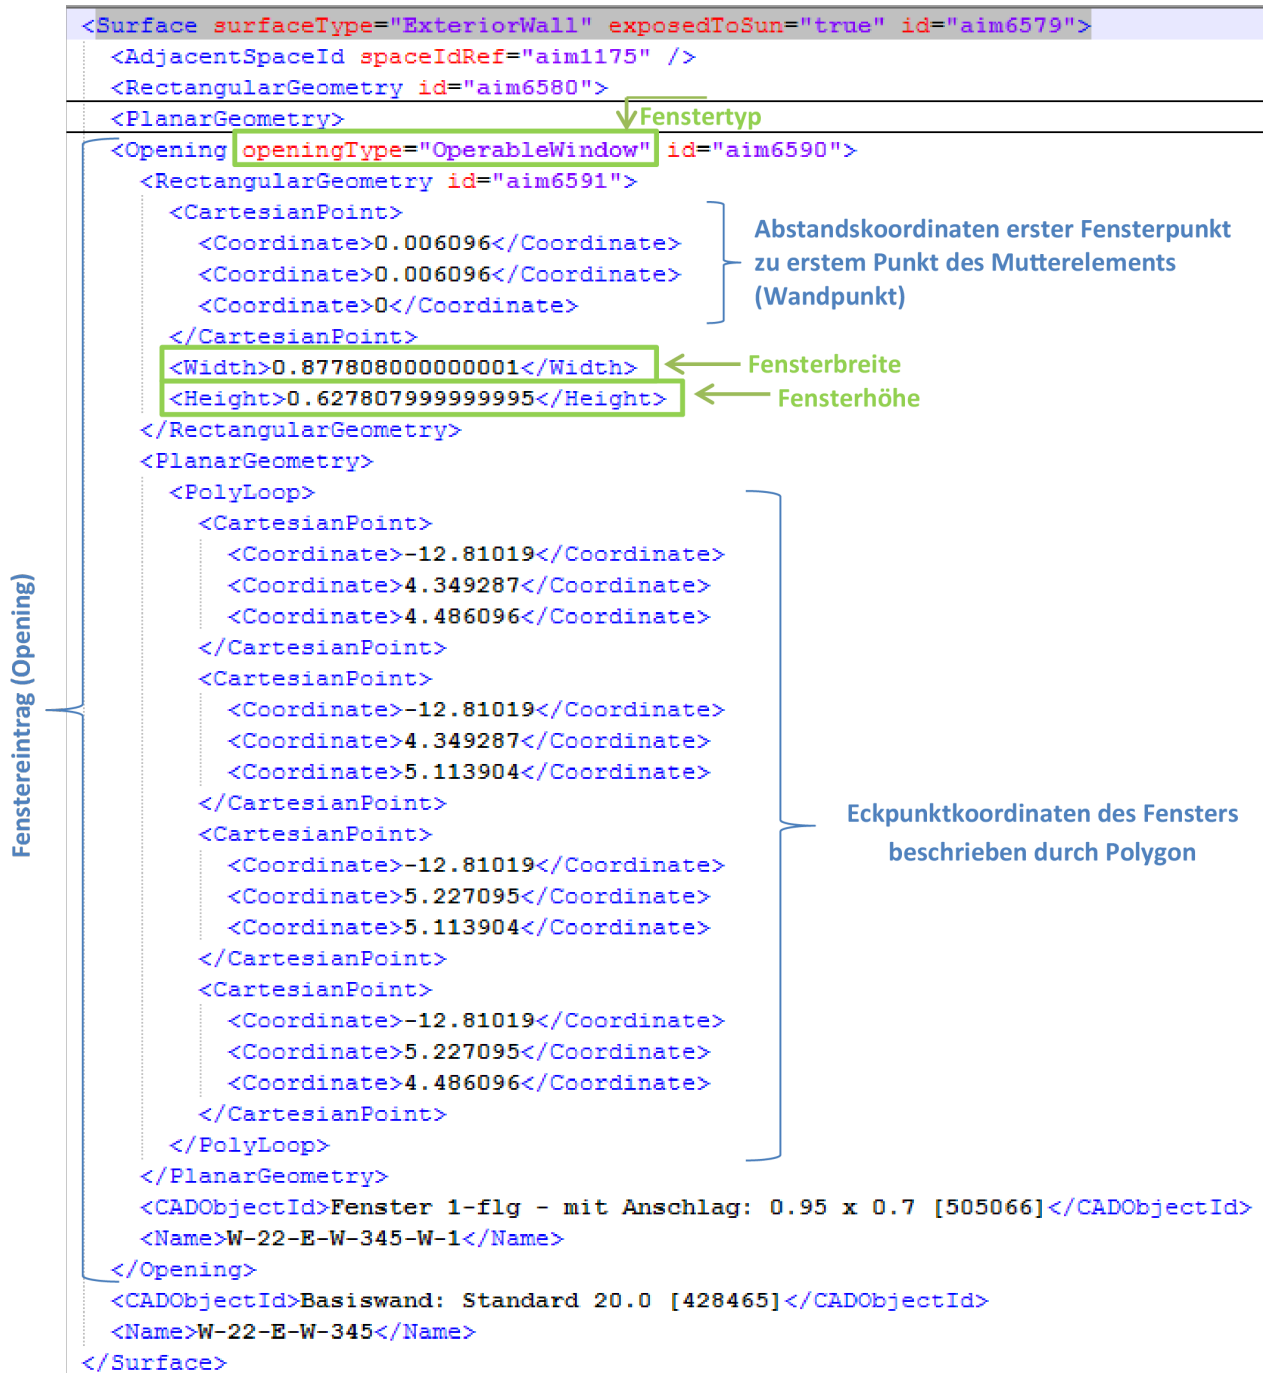 <Surface surfaceType="ExteriorWall" exposedToSun="true" id="aim6579">
<AdjacentSpaceId spaceIdRef="aim1175" />
<RectangularGeometry id="aim6580">
<PlanarGeometry>
Fenstertyp
<Opening openingType="OperableWindow" id="aim6590">
<RectangularGeometry id="aim6591">
<CartesianPoint>
<Coordinate>0.006096</Coordinate>
<Coordinate>0.006096</Coordinate>
<Coordinate>0</Coordinate>
</CartesianPoint>
Abstandskoordinaten erster Fensterpunkt
zu erstem Punkt des Mutterelements
(Wandpunkt)
<Width>0.877808000000001</Width>
Fensterbreite
<Height>0.627807999999995</Height>
Fensterhöhe
</RectangularGeometry>
<PlanarGeometry>
<PolyLoop>
<CartesianPoint>
<Coordinate>-12.81019</Coordinate>
<Coordinate>4.349287</Coordinate>
<Coordinate>4.486096</Coordinate>
</CartesianPoint>
<CartesianPoint>
<Coordinate>-12.81019</Coordinate>
<Coordinate>4.349287</Coordinate>
<Coordinate>5.113904</Coordinate>
</CartesianPoint>
<CartesianPoint>
<Coordinate>-12.81019</Coordinate>
<Coordinate>5.227095</Coordinate>
<Coordinate>5.113904</Coordinate>
</CartesianPoint>
<CartesianPoint>
<Coordinate>-12.81019</Coordinate>
<Coordinate>5.227095</Coordinate>
<Coordinate>4.486096</Coordinate>
</CartesianPoint>
</PolyLoop>
Eckpunktkoordinaten des Fensters
beschrieben durch Polygon
</PlanarGeometry>
<CADObjectId>Fenster 1-flg - mit Anschlag: 0.95 x 0.7 [505066]</CADObjectId>
<Name>W-22-E-W-345-W-1</Name>
</Opening>
Fenstereintrag (Opening)
<CADObjectId>Basiswand: Standard 20.0 [428465]</CADObjectId>
<Name>W-22-E-W-345</Name>
</Surface>